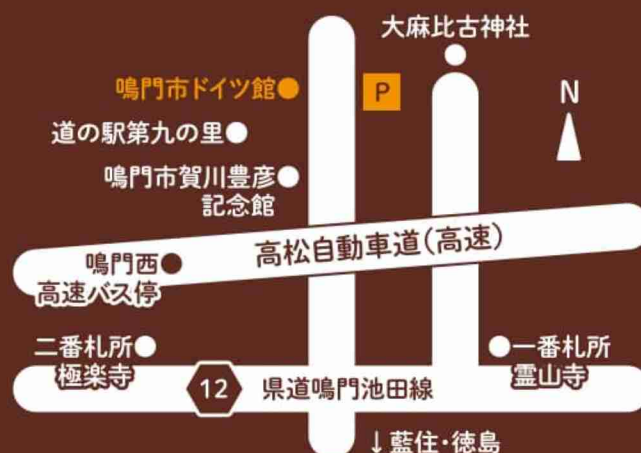 大麻比古神社
鳴門市ドイツ館
P
N
道の駅第九の里
鳴門市賀川豊彦
記念館
高松自動車道(高速)
鳴門西
高速バス停
二番札所
極楽寺
一番札所
霊山寺
12
県道鳴門池田線
↓藍住・徳島